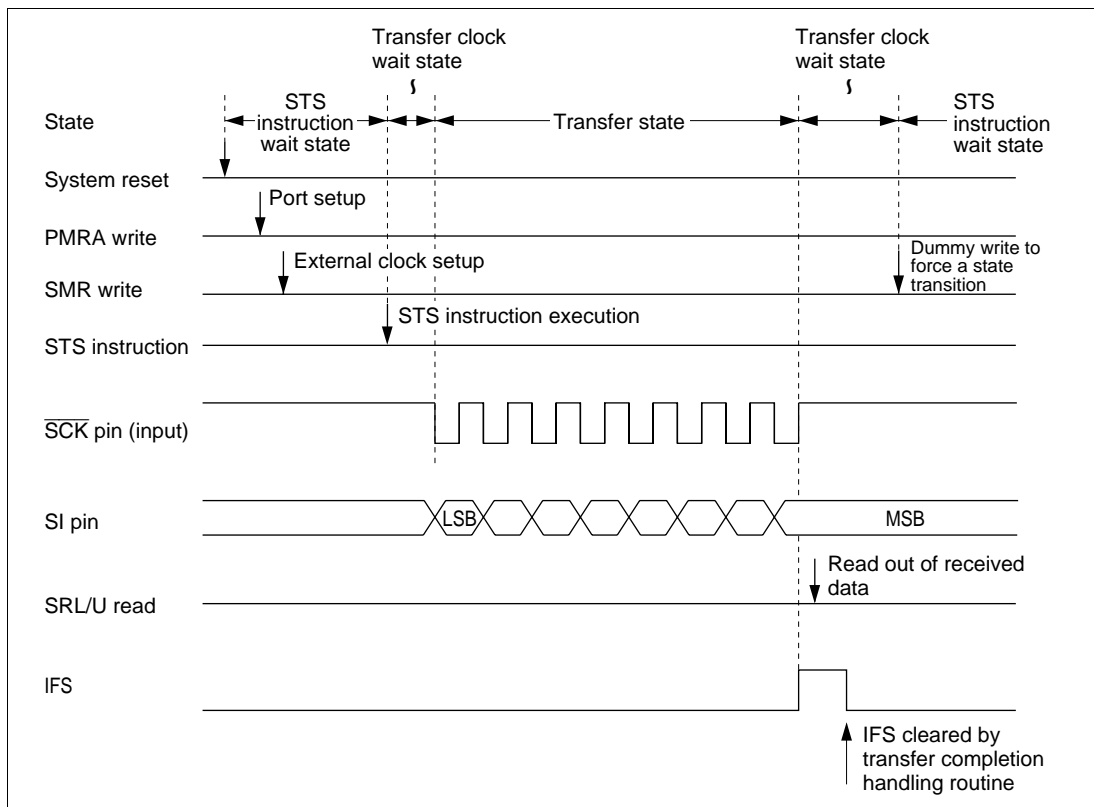 Transfer clock
wait state
Transfer clock
wait state
State
STS
instruction
wait state
Transfer state
STS
instruction
wait state
System reset
Port setup
PMRA write
External clock setup
Dummy write to
force a state
transition
SMR write
STS instruction execution
STS instruction
SCK pin (input)
SI pin
LSB
MSB
Read out of received
data
SRL/U read
IFS
IFS cleared by
transfer completion
handling routine